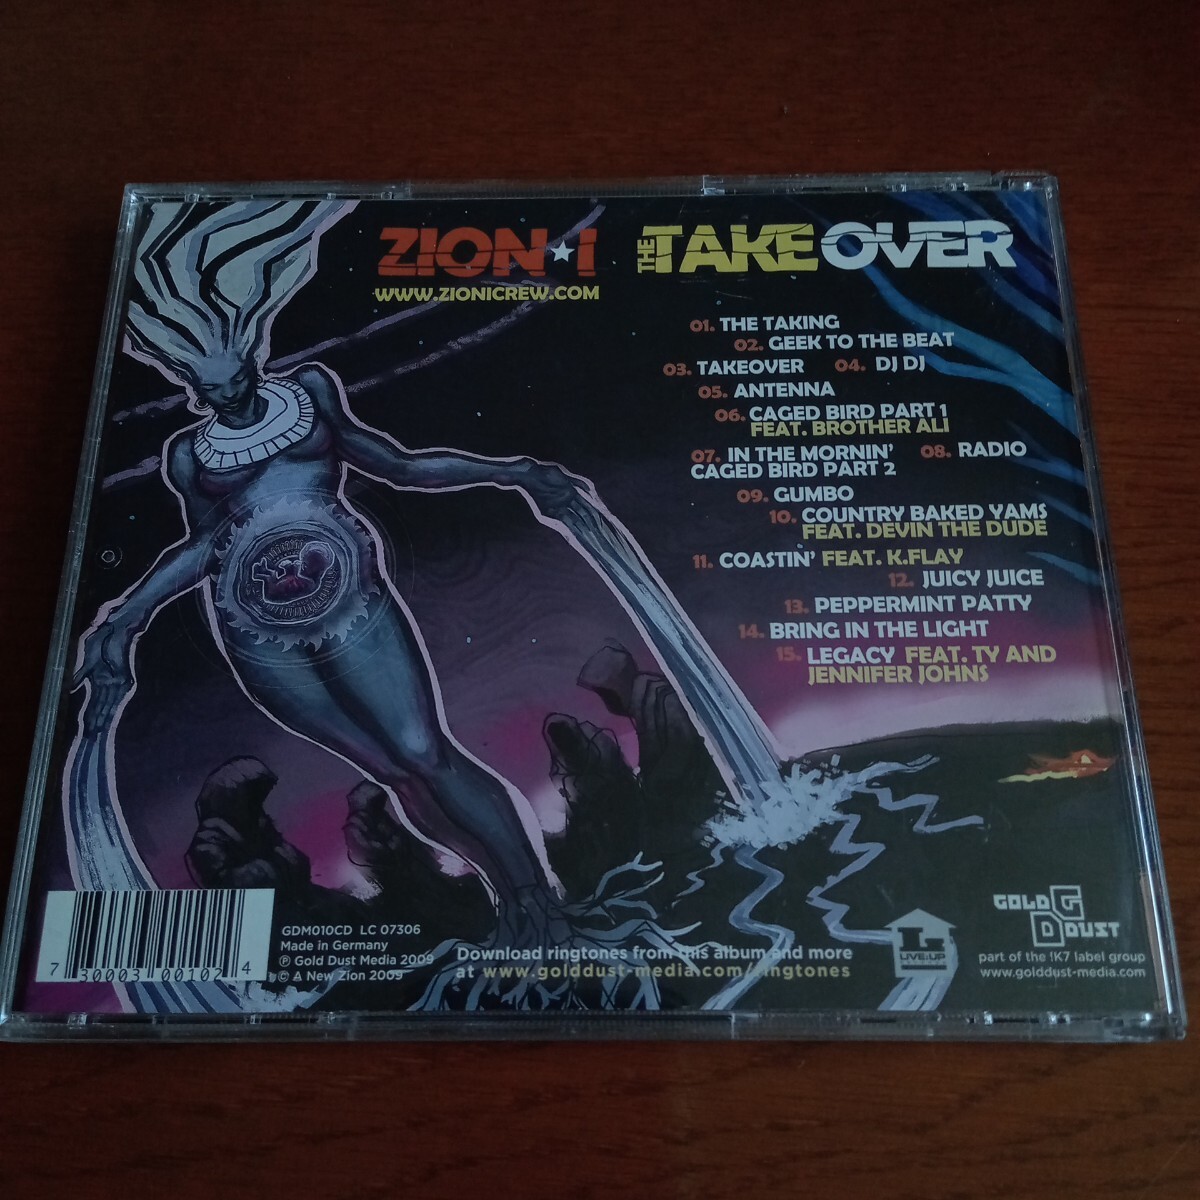 ZION★I
THE TAKEOVER
WWW.ZIONICREW.COM
01. THE TAKING
02. GEEK TO THE BEAT
03. TAKEOVER 04. DJ DJ
05. ANTENNA
06. CAGED BIRD PART 1
FEAT. BROTHER ALI
07. IN THE MORNIN' 08. RADIO
CAGED BIRD PART 2
09. GUMBO
10. COUNTRY BAKED YAMS
FEAT. DEVIN THE DUDE
11. COASTIN' FEAT. K.FLAY
12. JUICY JUICE
13. PEPPERMINT PATTY
14. BRING IN THE LIGHT
15. LEGACY FEAT. TY AND
JENNIFER JOHNS
7 30003 00102 4
GDM010CD LC 07306
Made in Germany
℗ Gold Dust Media 2009
© A New Zion 2009
Download ringtones from this album and more
at www.golddust-media.com/ringtones
LIVE:UP
GOLD DUST
GD
part of the !K7 label group
www.golddust-media.com